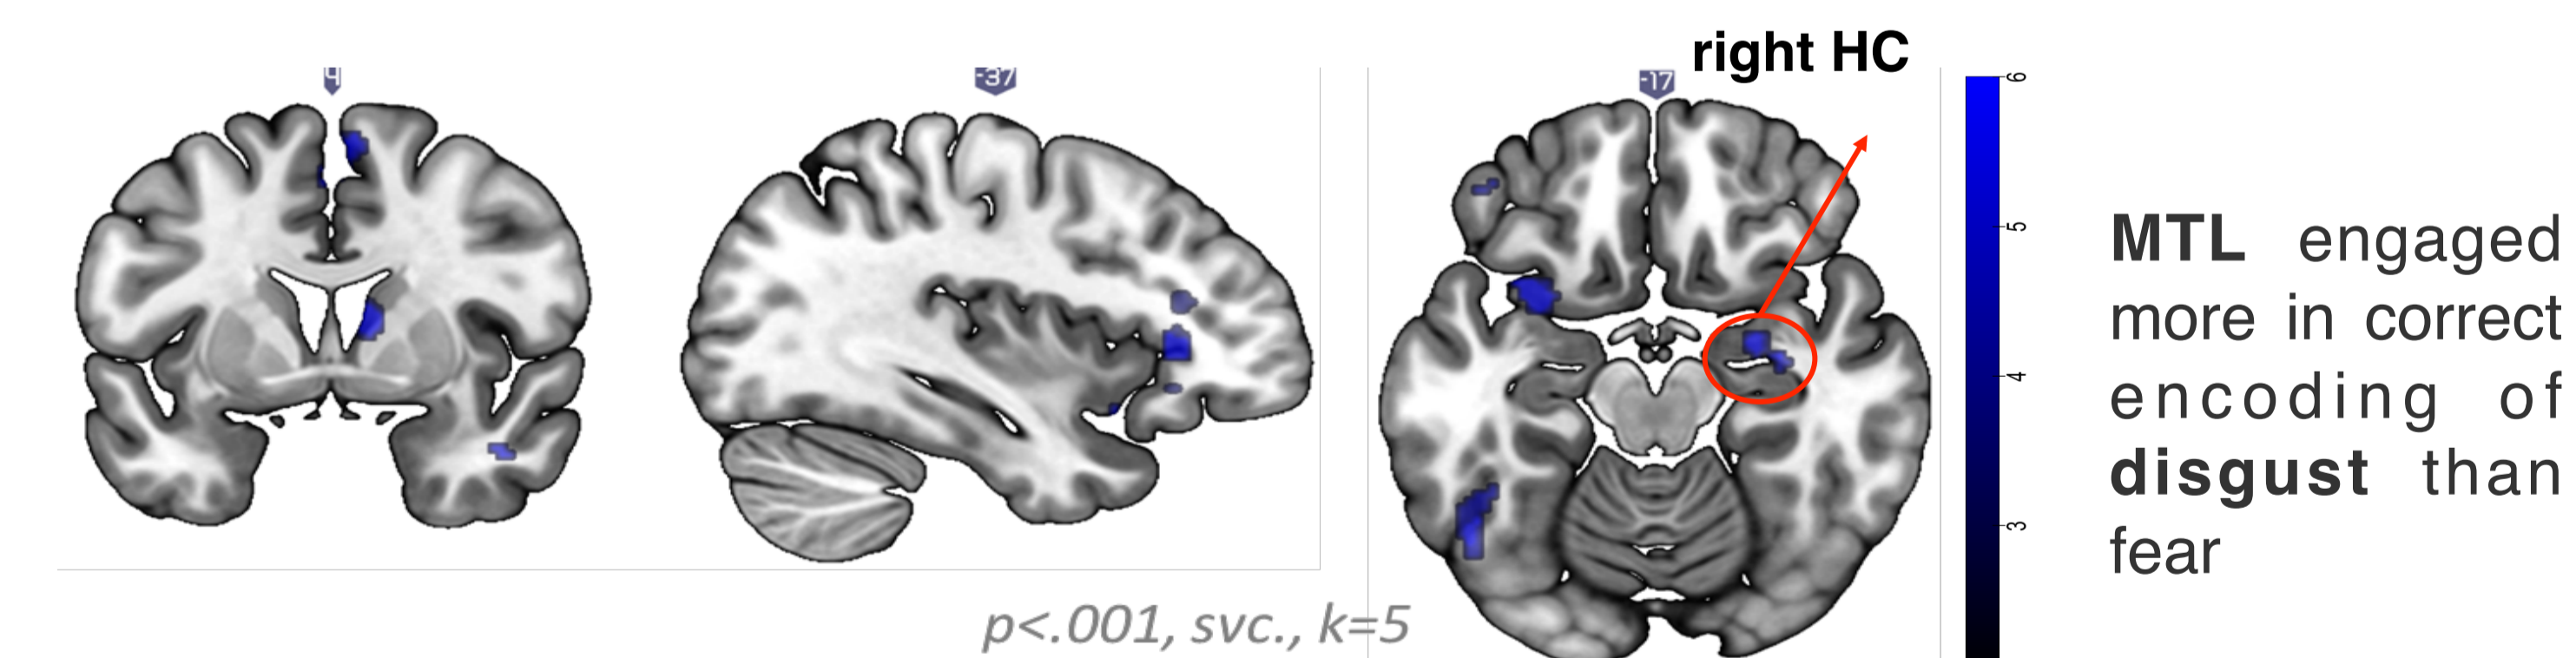 right HC
4
-37
-17
6
5
4
3
MTL engaged
more in correct
encoding of
disgust than
fear
p<.001, svc., k=5